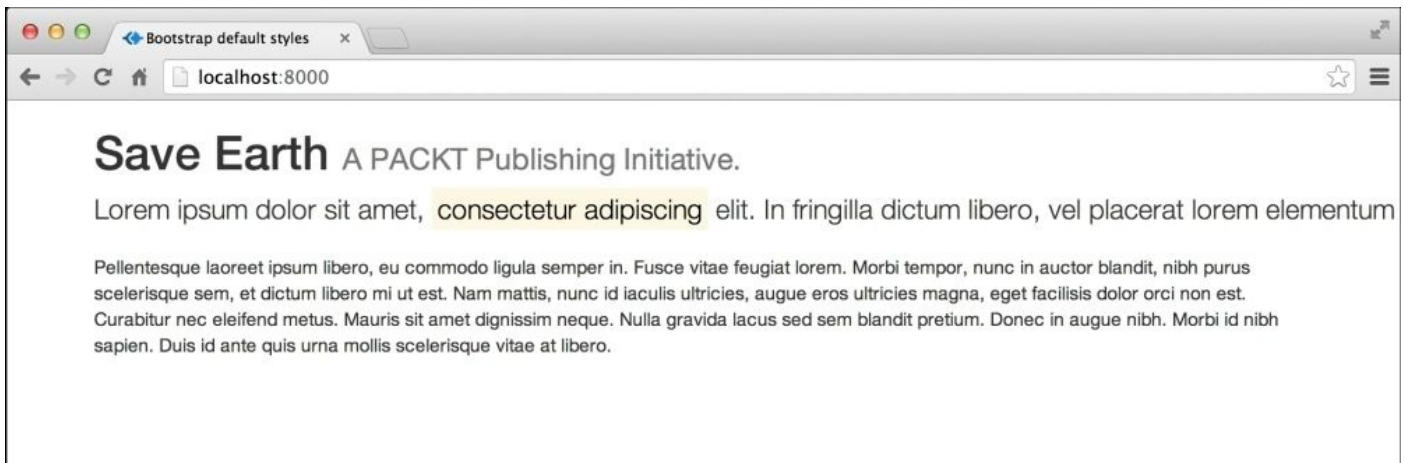 Bootstrap default styles
localhost:8000
Save Earth A PACKT Publishing Initiative.
Lorem ipsum dolor sit amet, consectetur adipiscing elit. In fringilla dictum libero, vel placerat lorem elementum
Pellentesque laoreet ipsum libero, eu commodo ligula semper in. Fusce vitae feugiat lorem. Morbi tempor, nunc in auctor blandit, nibh purus
scelerisque sem, et dictum libero mi ut est. Nam mattis, nunc id iaculis ultricies, augue eros ultricies magna, eget facilisis dolor orci non est.
Curabitur nec eleifend metus. Mauris sit amet dignissim neque. Nulla gravida lacus sed sem blandit pretium. Donec in augue nibh. Morbi id nibh
sapien. Duis id ante quis urna mollis scelerisque vitae at libero.